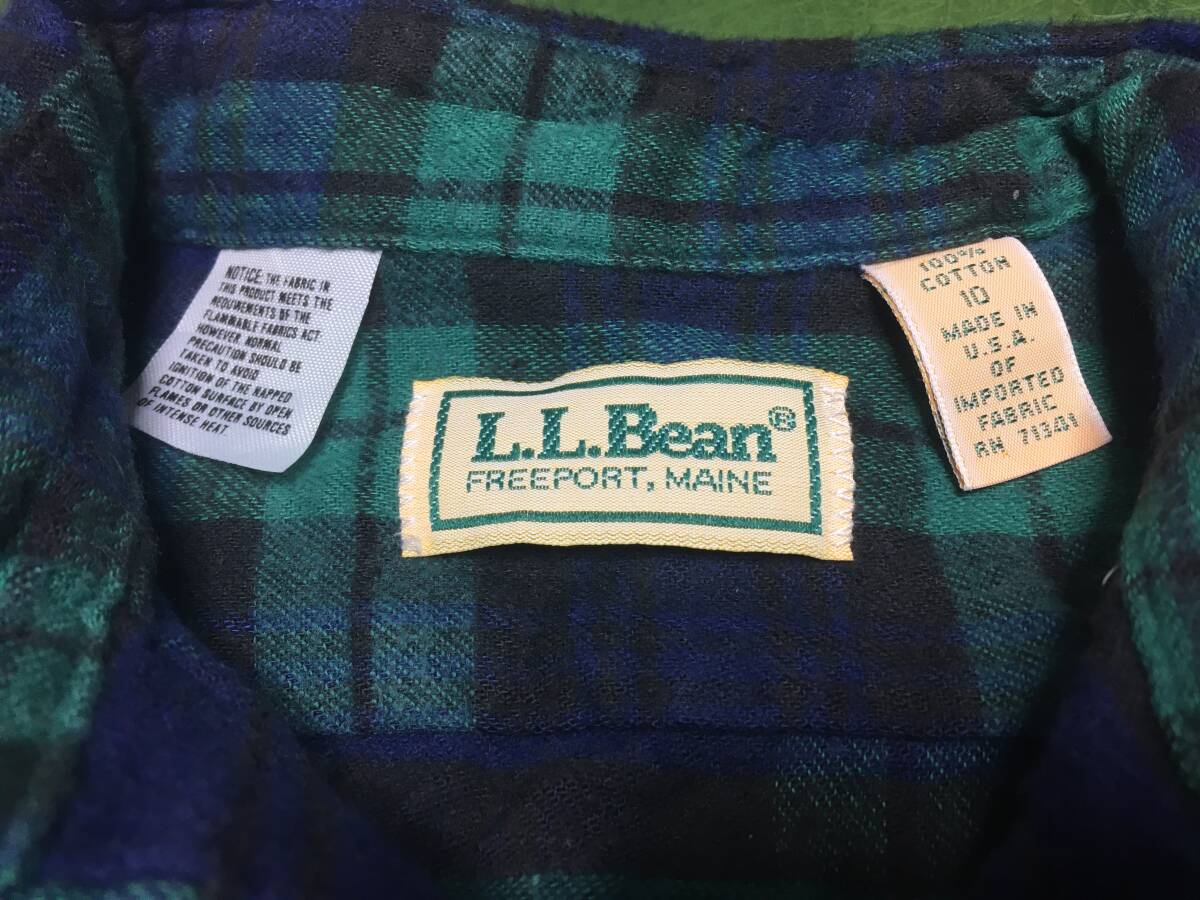 NOTICE: THE FABRIC IN
THIS PRODUCT MEETS THE
REQUIREMENTS OF THE
FLAMMABLE FABRICS ACT
HOWEVER, NORMAL
PRECAUTION SHOULD BE
TAKEN TO AVOID
IGNITION OF THE NAPPED
COTTON SURFACE BY OPEN
FLAMES OR OTHER SOURCES
OF INTENSE HEAT.
L.L.Bean®
FREEPORT, MAINE
100%
COTTON
10
MADE IN
U.S.A.
OF
IMPORTED
FABRIC
RN 71341